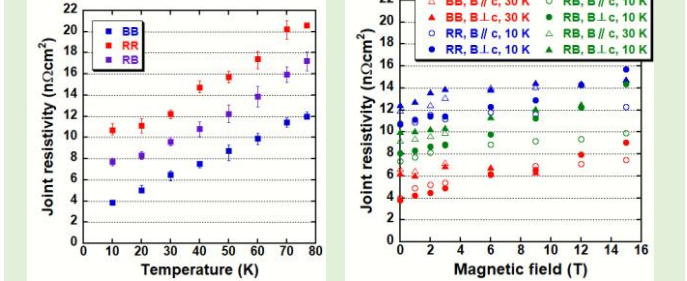 22
20
18
16
14
12
10
8
6
4
2
0
Joint resistivity (nΩcm²)
BB
RR
RB
0 10 20 30 40 50 60 70 80
Temperature (K)
22
20
18
16
14
12
10
8
6
4
2
0
Joint resistivity (nΩcm²)
BB, B // c, 30 K RB, B // c, 10 K
BB, B ⊥ c, 30 K RB, B ⊥ c, 10 K
RR, B // c, 10 K RB, B // c, 30 K
RR, B ⊥ c, 10 K RB, B ⊥ c, 10 K
0 2 4 6 8 10 12 14 16
Magnetic field (T)